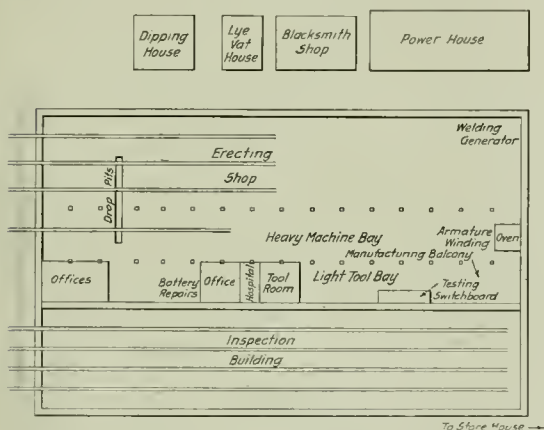 Dipping
House
Lye
Vat
House
Blacksmith
Shop
Power House
Welding
Generator
Erecting
Shop
Drop Pits
Heavy Machine Bay
Armature
Winding
Oven
Manufacturing Balcony
Offices
Battery
Repairs
Office
Hospital
Tool
Room
Light Tool Bay
Testing
Switchboard
Inspection
Building
To Store House